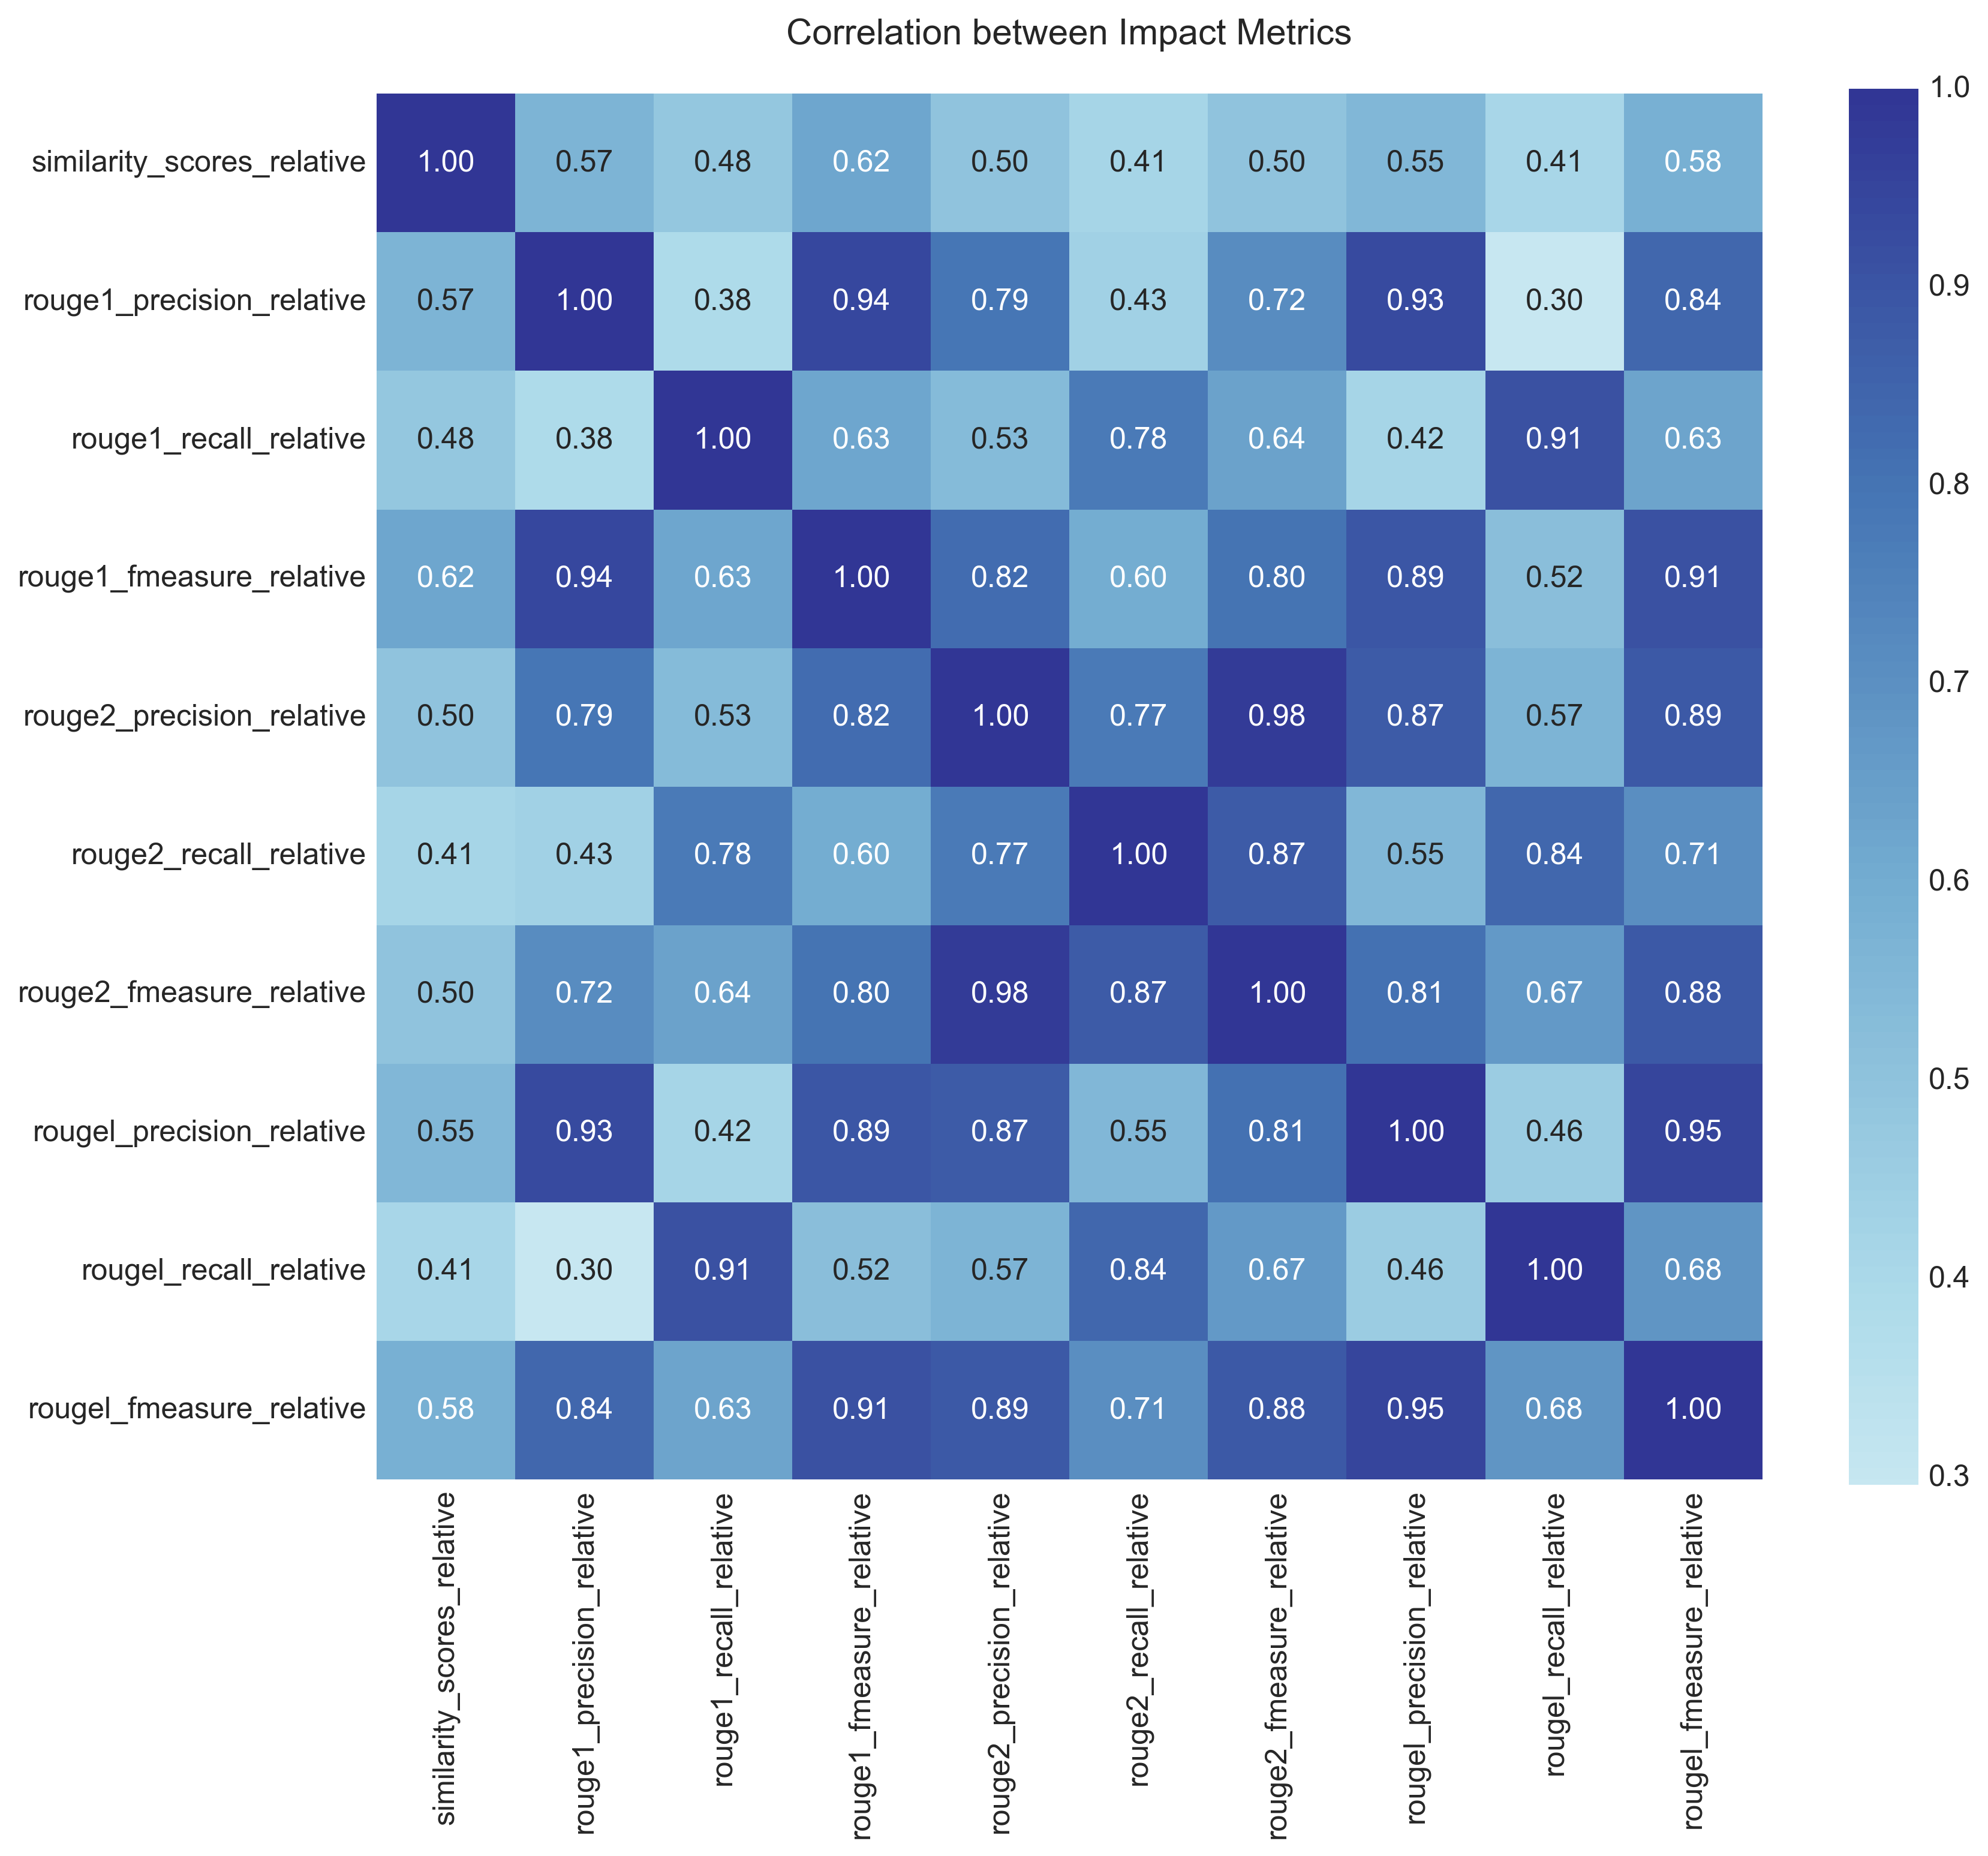 Correlation between Impact Metrics
similarity_scores_relative 1.00 0.57 0.48 0.62 0.50 0.41 0.50 0.55 0.41 0.58
rouge1_precision_relative 0.57 1.00 0.38 0.94 0.79 0.43 0.72 0.93 0.30 0.84
rouge1_recall_relative 0.48 0.38 1.00 0.63 0.53 0.78 0.64 0.42 0.91 0.63
rouge1_fmeasure_relative 0.62 0.94 0.63 1.00 0.82 0.60 0.80 0.89 0.52 0.91
rouge2_precision_relative 0.50 0.79 0.53 0.82 1.00 0.77 0.98 0.87 0.57 0.89
rouge2_recall_relative 0.41 0.43 0.78 0.60 0.77 1.00 0.87 0.55 0.84 0.71
rouge2_fmeasure_relative 0.50 0.72 0.64 0.80 0.98 0.87 1.00 0.81 0.67 0.88
rougel_precision_relative 0.55 0.93 0.42 0.89 0.87 0.55 0.81 1.00 0.46 0.95
rougel_recall_relative 0.41 0.30 0.91 0.52 0.57 0.84 0.67 0.46 1.00 0.68
rougel_fmeasure_relative 0.58 0.84 0.63 0.91 0.89 0.71 0.88 0.95 0.68 1.00
similarity_scores_relative
rouge1_precision_relative
rouge1_recall_relative
rouge1_fmeasure_relative
rouge2_precision_relative
rouge2_recall_relative
rouge2_fmeasure_relative
rougel_precision_relative
rougel_recall_relative
rougel_fmeasure_relative
1.0
0.9
0.8
0.7
0.6
0.5
0.4
0.3